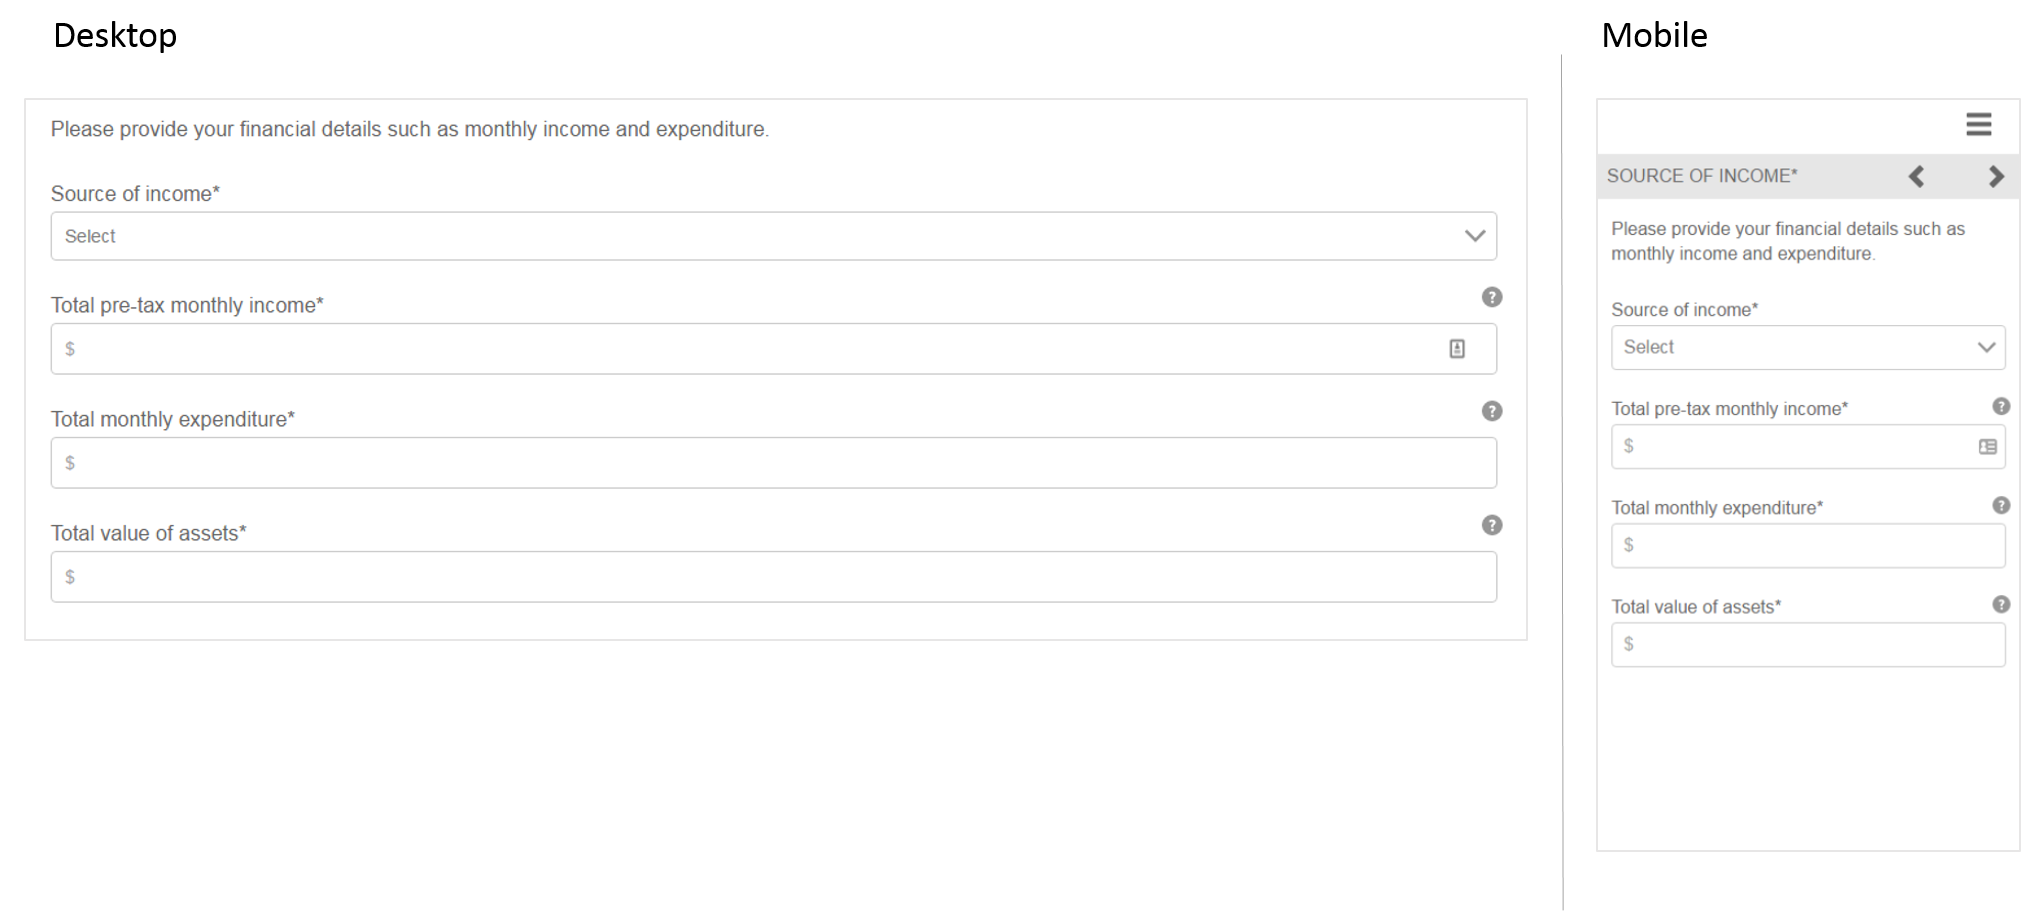 Desktop
Please provide your financial details such as monthly income and expenditure.
Source of income*
Select
Total pre-tax monthly income*
?
$
Total monthly expenditure*
?
$
Total value of assets*
?
$
Mobile
SOURCE OF INCOME*
Please provide your financial details such as
monthly income and expenditure.
Source of income*
Select
Total pre-tax monthly income*
?
$
Total monthly expenditure*
?
$
Total value of assets*
?
$